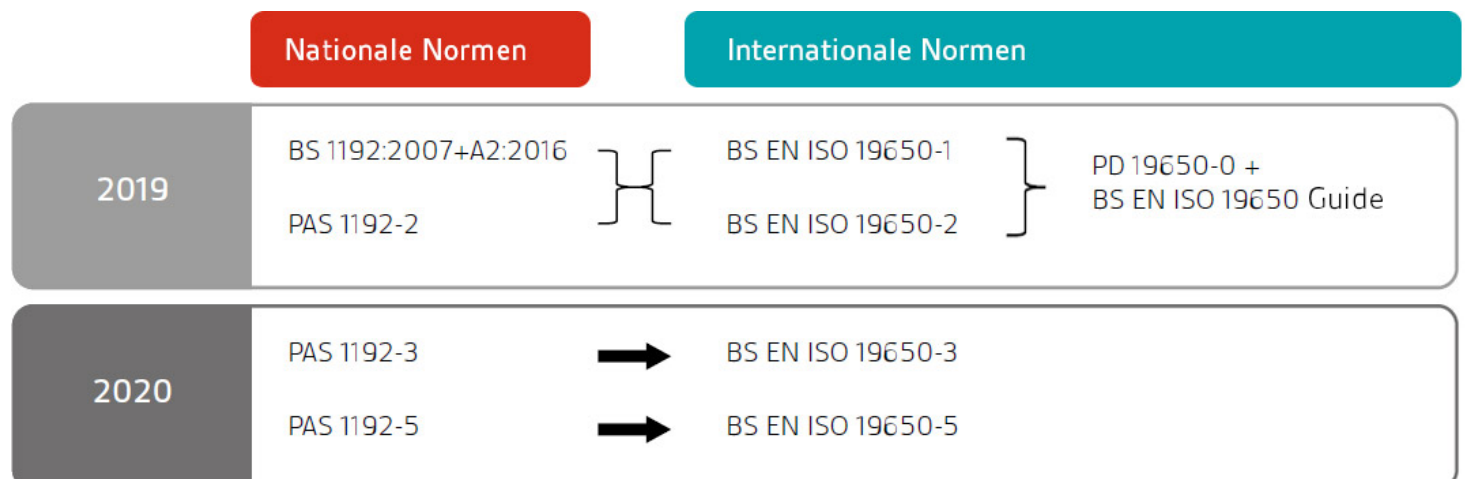 Nationale Normen
Internationale Normen
2019
BS 1192:2007+A2:2016
BS EN ISO 19650-1
PD 19650-0 +
BS EN ISO 19650 Guide
PAS 1192-2
BS EN ISO 19650-2
2020
PAS 1192-3
BS EN ISO 19650-3
PAS 1192-5
BS EN ISO 19650-5